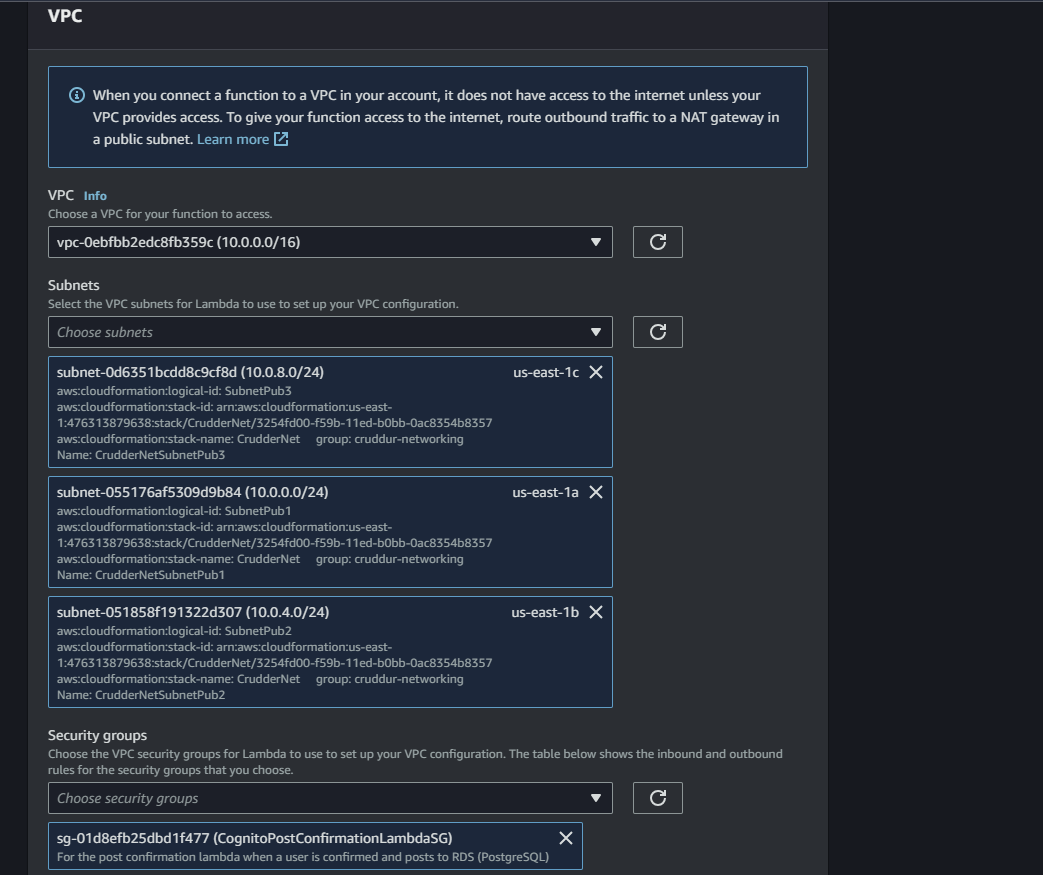 VPC
When you connect a function to a VPC in your account, it does not have access to the internet unless your
VPC provides access. To give your function access to the internet, route outbound traffic to a NAT gateway in
a public subnet. Learn more
VPC Info
Choose a VPC for your function to access.
vpc-0ebfbb2edc8fb359c (10.0.0.0/16)
Subnets
Select the VPC subnets for Lambda to use to set up your VPC configuration.
Choose subnets
subnet-0d6351bcdd8c9cf8d (10.0.8.0/24) us-east-1c
aws:cloudformation:logical-id: SubnetPub3
aws:cloudformation:stack-id: arn:aws:cloudformation:us-east-
1:476313879638:stack/CrudderNet/3254fd00-f59b-11ed-b0bb-0ac8354b8357
aws:cloudformation:stack-name: CrudderNet group: cruddur-networking
Name: CrudderNetSubnetPub3
subnet-055176af5309d9b84 (10.0.0.0/24) us-east-1a
aws:cloudformation:logical-id: SubnetPub1
aws:cloudformation:stack-id: arn:aws:cloudformation:us-east-
1:476313879638:stack/CrudderNet/3254fd00-f59b-11ed-b0bb-0ac8354b8357
aws:cloudformation:stack-name: CrudderNet group: cruddur-networking
Name: CrudderNetSubnetPub1
subnet-051858f191322d307 (10.0.4.0/24) us-east-1b
aws:cloudformation:logical-id: SubnetPub2
aws:cloudformation:stack-id: arn:aws:cloudformation:us-east-
1:476313879638:stack/CrudderNet/3254fd00-f59b-11ed-b0bb-0ac8354b8357
aws:cloudformation:stack-name: CrudderNet group: cruddur-networking
Name: CrudderNetSubnetPub2
Security groups
Choose the VPC security groups for Lambda to use to set up your VPC configuration. The table below shows the inbound and outbound
rules for the security groups that you choose.
Choose security groups
sg-01d8efb25dbd1f477 (CognitoPostConfirmationLambdaSG)
For the post confirmation lambda when a user is confirmed and posts to RDS (PostgreSQL)